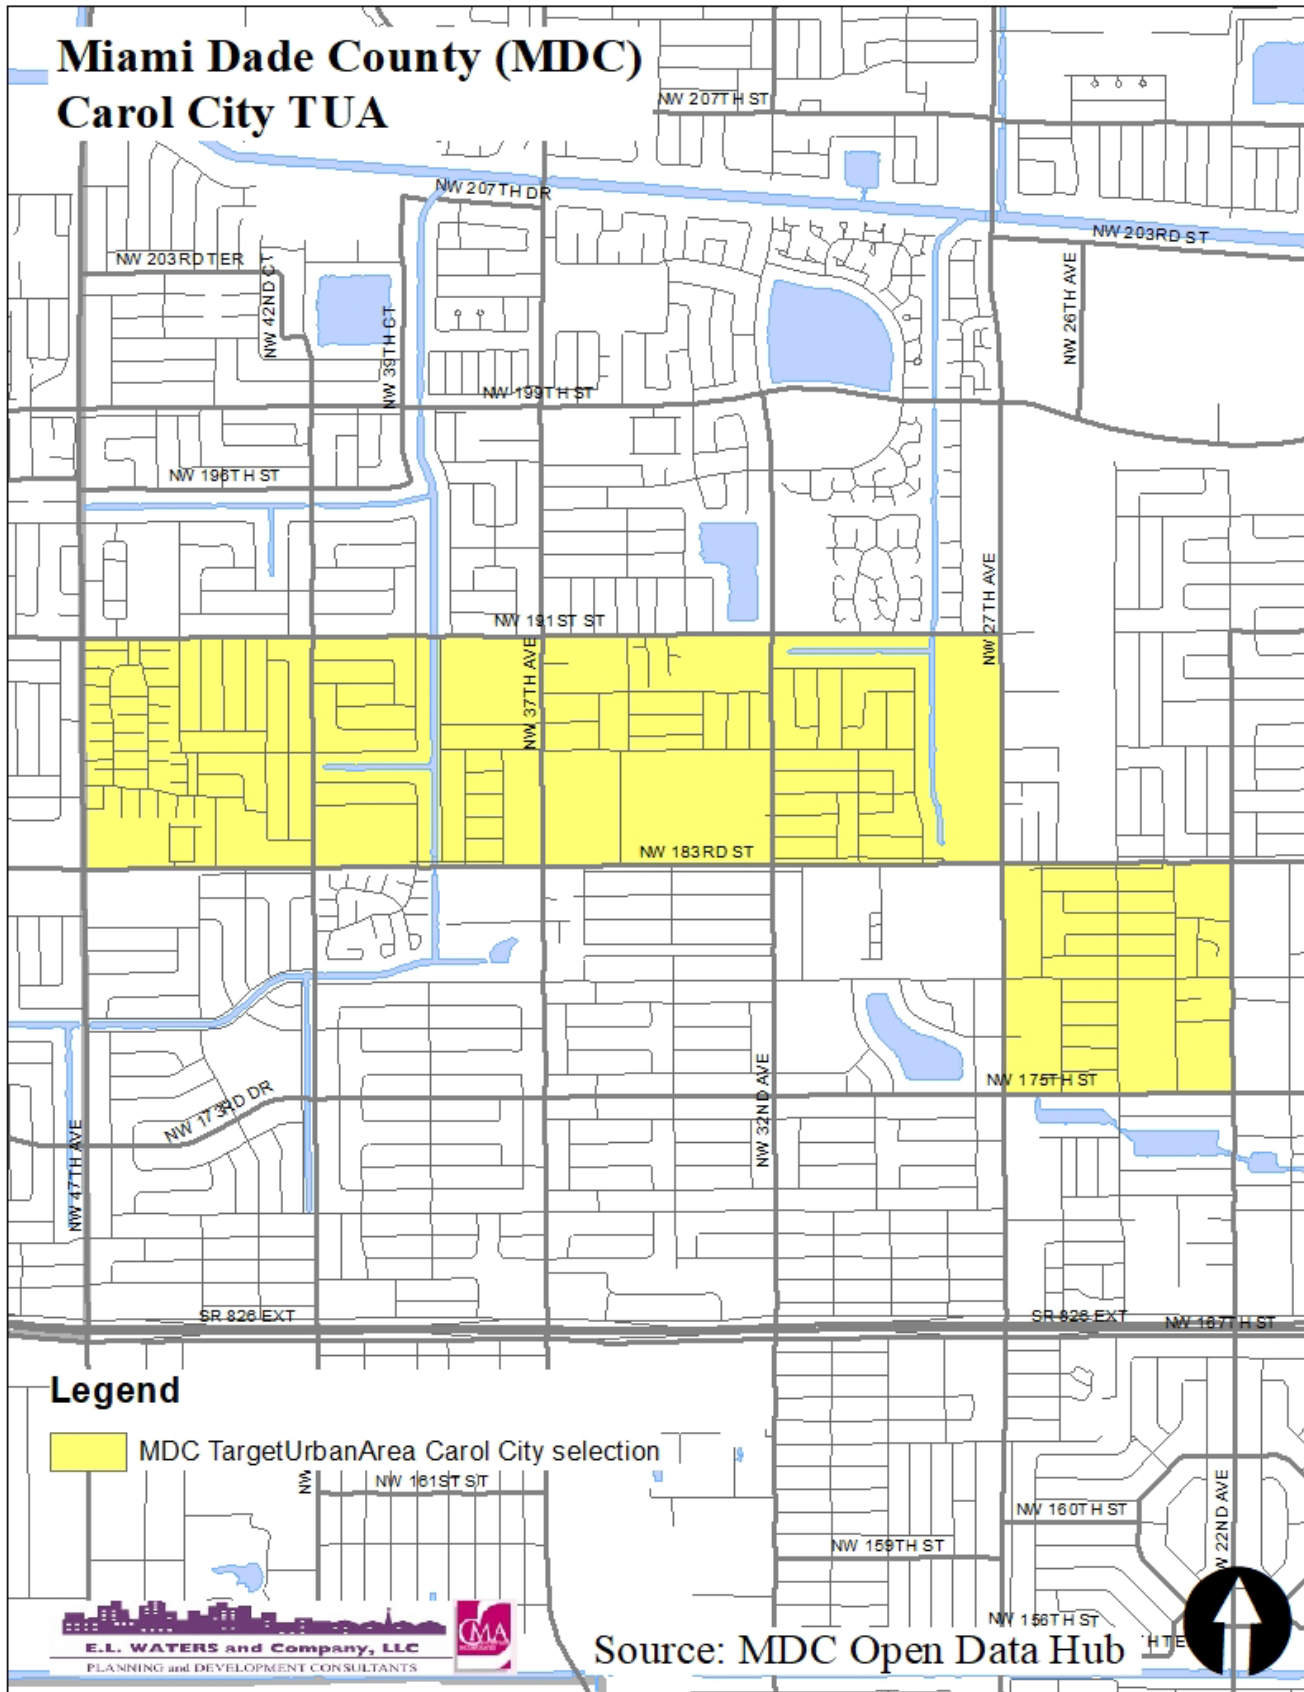 Miami Dade County (MDC)
Carol City TUA
NW 207TH ST
NW 207TH DR
NW 203RD ST
NW 203RD TER
NW 42ND CT
NW 39TH CT
NW 26TH AVE
NW 199TH ST
NW 196TH ST
NW 27TH AVE
NW 191ST ST
NW 37TH AVE
NW 183RD ST
NW 175TH ST
NW 173RD DR
NW 32ND AVE
NW 47TH AVE
SR 826 EXT
SR 826 EXT
NW 167TH ST
Legend
MDC TargetUrbanArea Carol City selection
NW
NW 161ST ST
NW 160TH ST
NW 159TH ST
22ND AVE
NW 156TH ST
E.L. WATERS and Company, LLC
PLANNING and DEVELOPMENT CONSULTANTS
CMA
Source: MDC Open Data Hub